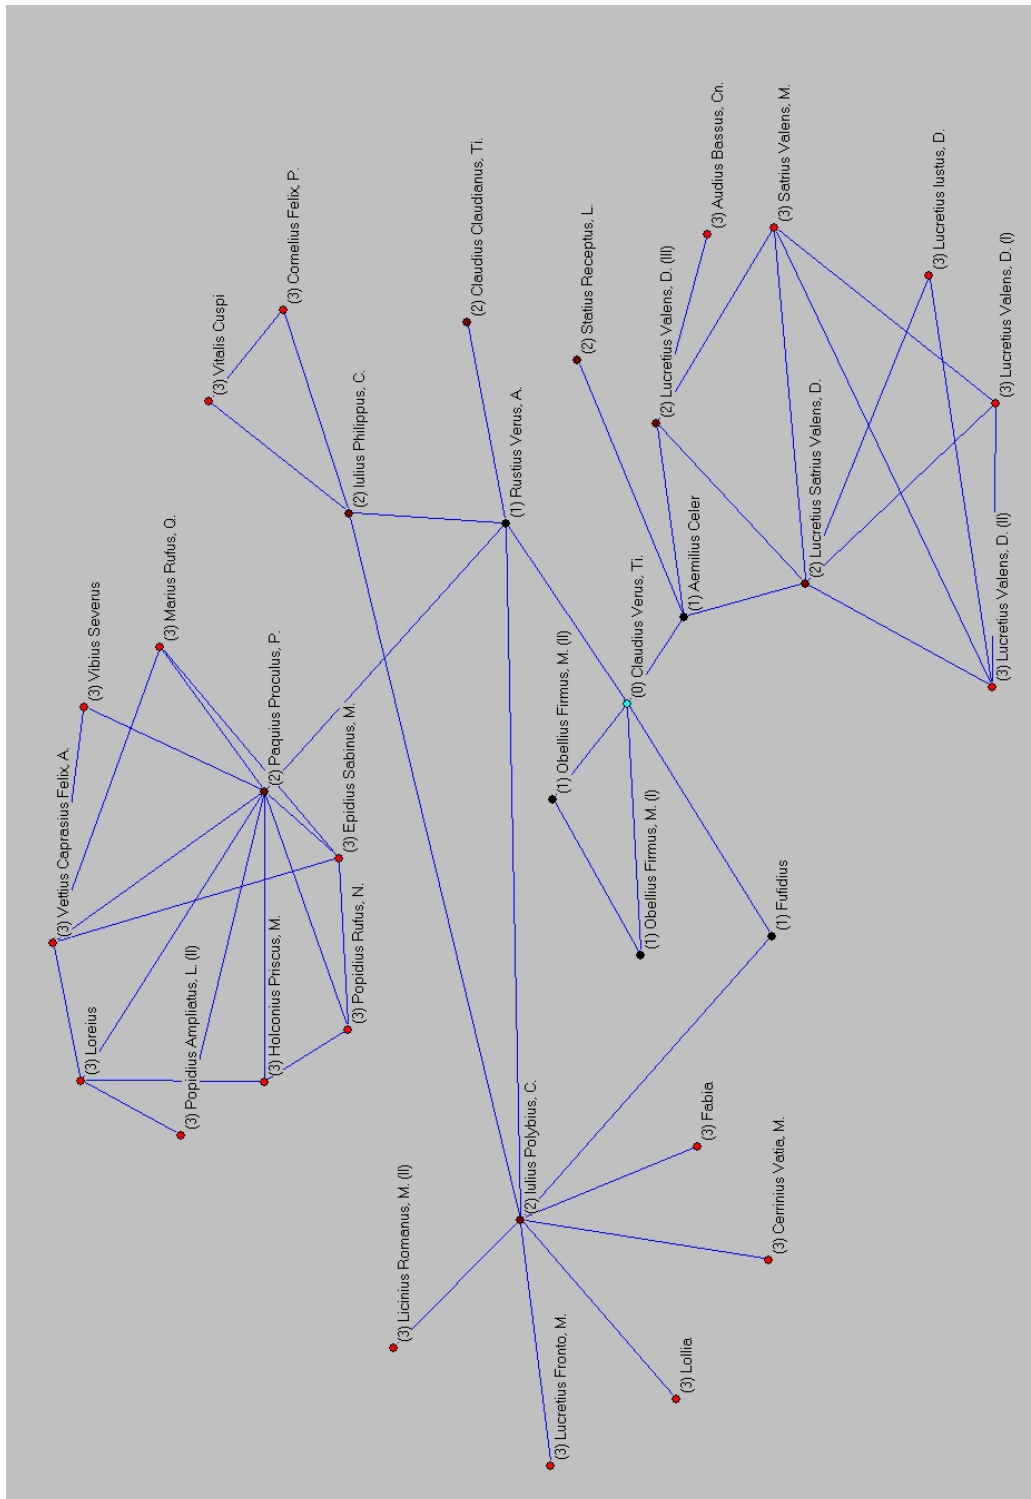 (3) Vitalis Cuspi
(3) Cornelius Felix, P.
(2) Iulius Philippus, C.
(2) Claudius Claudianus, Ti.
(1) Rustius Verus, A.
(3) Vibius Severus
(3) Marius Rufus, Q.
(3) Vettius Caprasius Felix, A.
(2) Paquius Proculus, P.
(3) Epidius Sabinus, M.
(3) Loreius
(3) Popidius Ampliatus, L. (II)
(3) Holconius Priscus, M.
(3) Popidius Rufus, N.
(3) Audius Bassus, Cn.
(3) Satrius Valens, M.
(2) Statius Receptus, L.
(2) Lucretius Valens, D. (III)
(3) Lucretius Iustus, D.
(3) Lucretius Valens, D. (I)
(2) Lucretius Satrius Valens, D.
(3) Lucretius Valens, D. (II)
(1) Aemilius Celer
(0) Claudius Verus, Ti.
(1) Obellius Firmus, M. (II)
(1) Obellius Firmus, M. (I)
(1) Fufidius
(2) Iulius Polybius, C.
(3) Fabia
(3) Cerrinius Vatia, M.
(3) Licinius Romanus, M. (II)
(3) Lucretius Fronto, M.
(3) Lollia